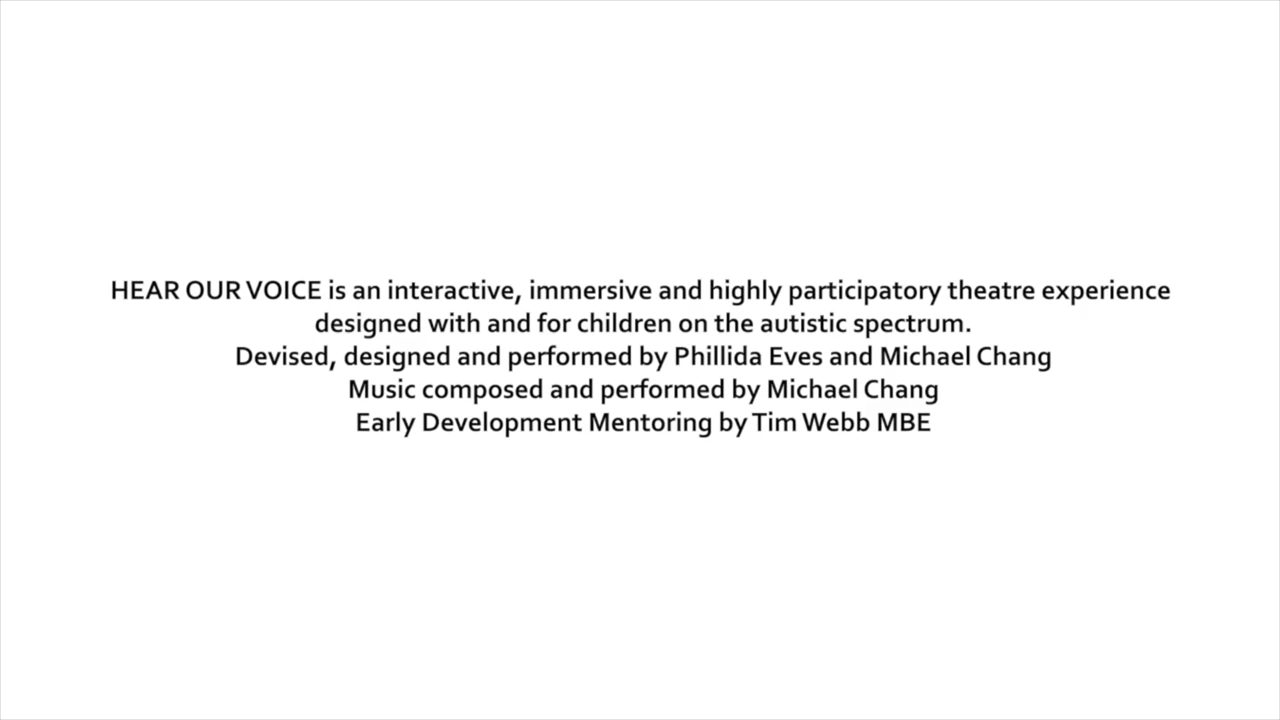 HEAR OUR VOICE is an interactive, immersive and highly participatory theatre experience
designed with and for children on the autistic spectrum.
Devised, designed and performed by Phillida Eves and Michael Chang
Music composed and performed by Michael Chang
Early Development Mentoring by Tim Webb MBE